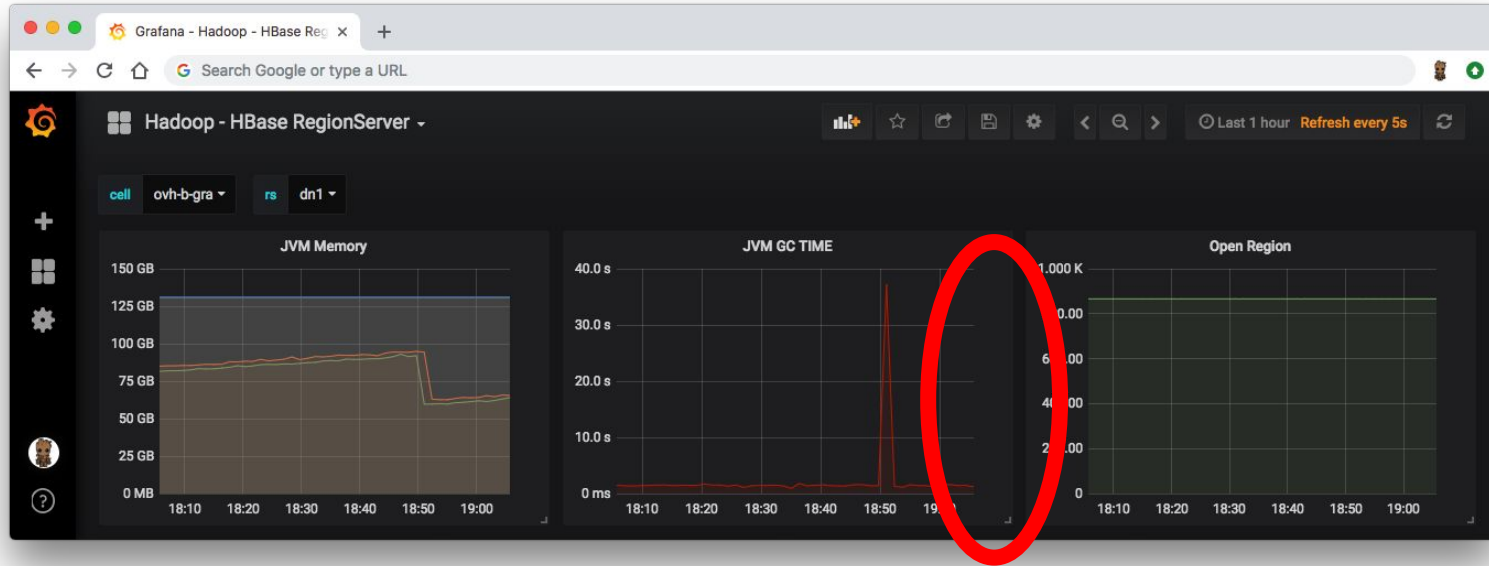 Grafana - Hadoop - HBase Reg
Search Google or type a URL
Hadoop - HBase RegionServer
Last 1 hour Refresh every 5s
cell ovh-b-gra rs dn1
JVM Memory
150 GB
125 GB
100 GB
75 GB
50 GB
25 GB
0 MB
18:10 18:20 18:30 18:40 18:50 19:00
JVM GC TIME
40.0 s
30.0 s
20.0 s
10.0 s
0 ms
18:10 18:20 18:30 18:40 18:50
Open Region
0
18:10 18:20 18:30 18:40 18:50 19:00